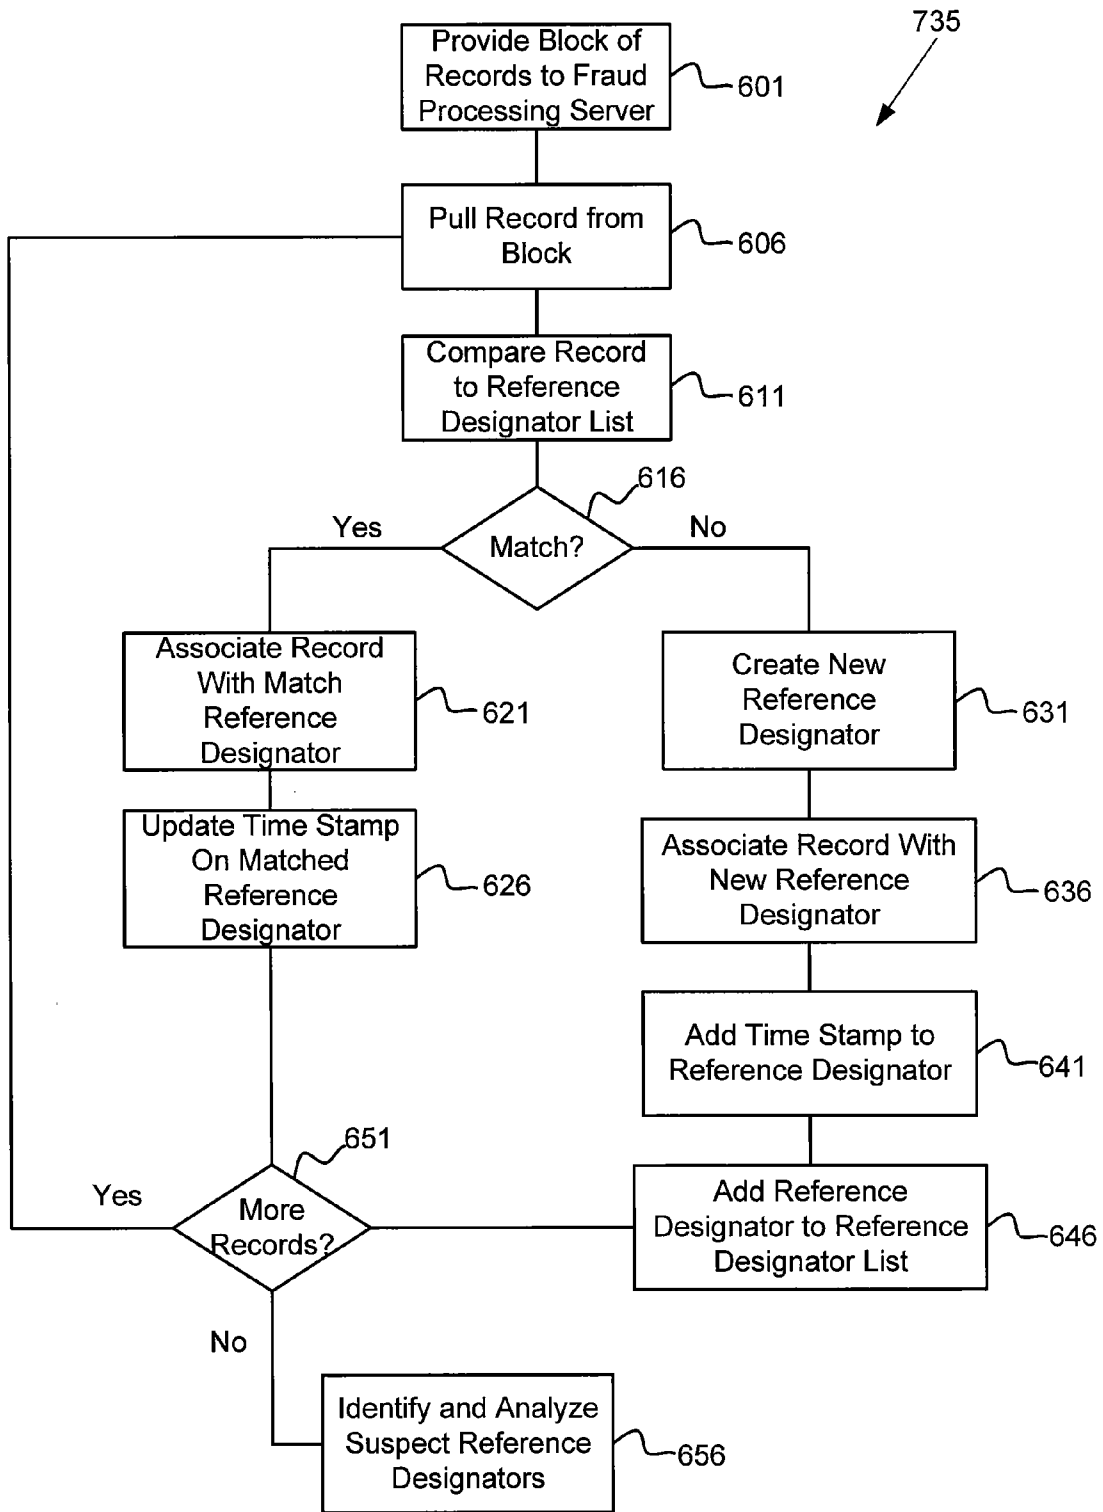 735
Provide Block of
Records to Fraud
Processing Server
601
Pull Record from
Block
606
Compare Record
to Reference
Designator List
611
616
Yes
Match?
No
Associate Record
With Match
Reference
Designator
621
Create New
Reference
Designator
631
Update Time Stamp
On Matched
Reference
Designator
626
Associate Record With
New Reference
Designator
636
Add Time Stamp to
Reference Designator
641
651
Yes
More
Records?
Add Reference
Designator to Reference
Designator List
646
No
Identify and Analyze
Suspect Reference
Designators
656